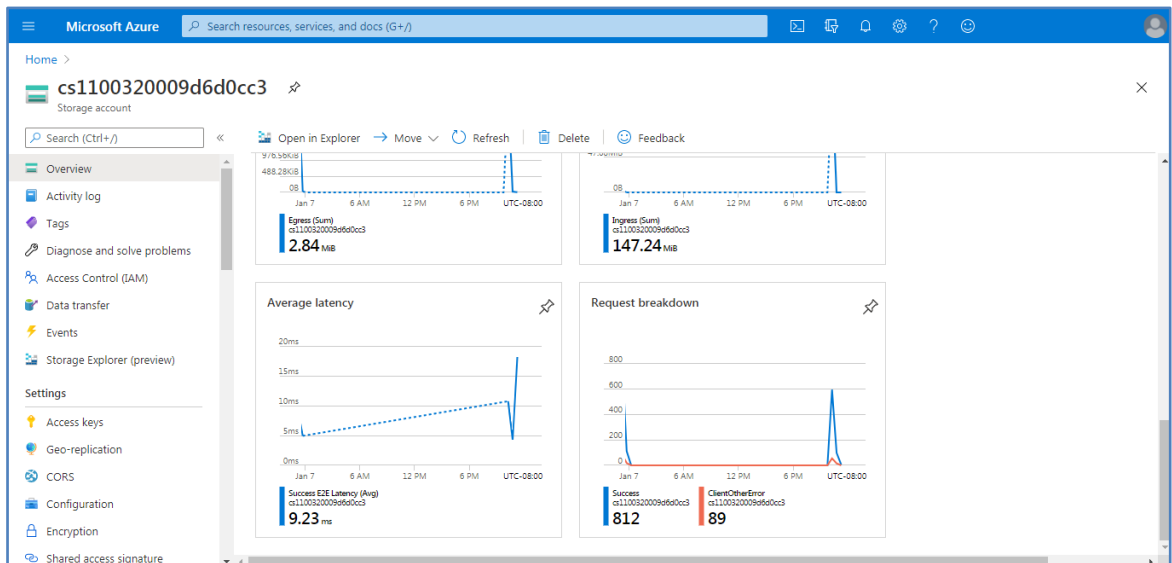 Microsoft Azure
Search resources, services, and docs (G+/)
Home >
cs1100320009d6d0cc3
Storage account
Search (Ctrl+/)
«
Open in Explorer
Move
Refresh
Delete
Feedback
Overview
Activity log
Tags
Diagnose and solve problems
Access Control (IAM)
Data transfer
Events
Storage Explorer (preview)
Settings
Access keys
Geo-replication
CORS
Configuration
Encryption
Shared access signature
976.56KiB
488.28KiB
0B
Jan 7 6 AM 12 PM 6 PM UTC-08:00
Egress (Sum)
cs1100320009d6d0cc3
2.84 MiB
0B
Jan 7 6 AM 12 PM 6 PM UTC-08:00
Ingress (Sum)
cs1100320009d6d0cc3
147.24 MiB
Average latency
20ms
15ms
10ms
5ms
0ms
Jan 7 6 AM 12 PM 6 PM UTC-08:00
Success E2E Latency (Avg)
cs1100320009d6d0cc3
9.23 ms
Request breakdown
800
600
400
200
0
Jan 7 6 AM 12 PM 6 PM UTC-08:00
Success
cs1100320009d6d0cc3
812
ClientOtherError
cs1100320009d6d0cc3
89